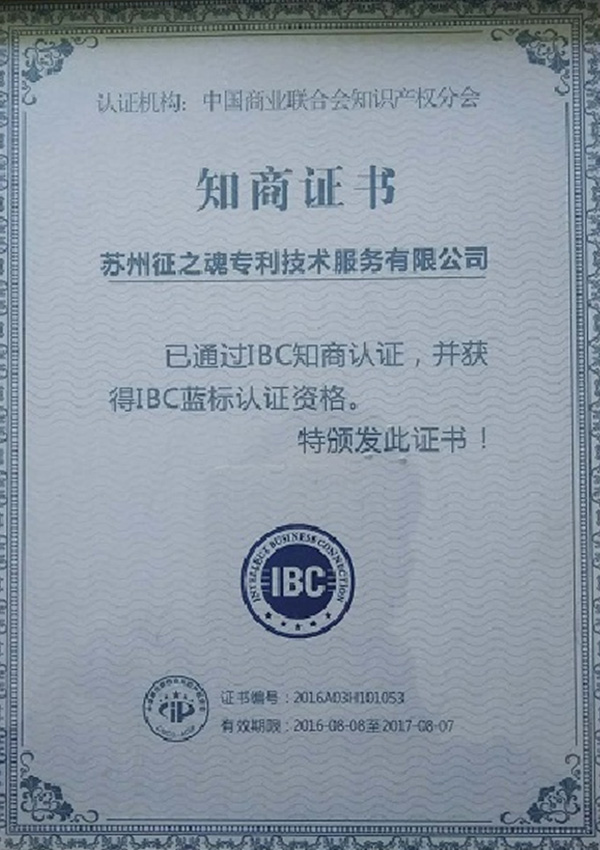 认证机构：中国商业联合会知识产权分会
知商证书
苏州征之魂专利技术服务有限公司
已通过IBC知商认证，并获
得IBC蓝标认证资格。
特颁发此证书！
INTELLECT BUSINESS CONNECTION
IBC
CIP
证书编号：2016A03H101053
有效期限：2016-08-08至2017-08-07